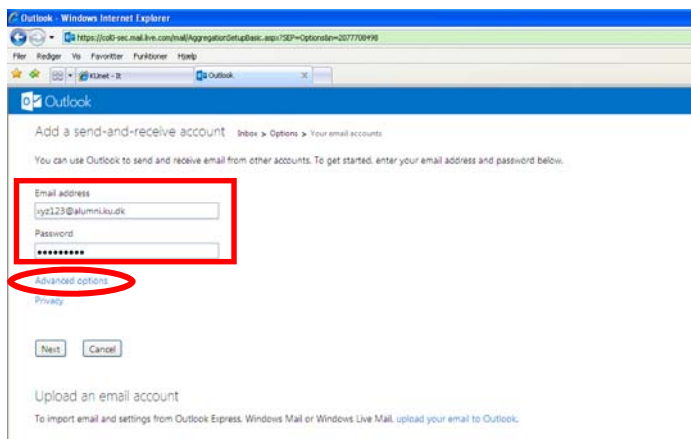 Outlook - Windows Internet Explorer
https://col0-sec.mail.live.com/mail/AggregationSetupBasic.aspx?SEP=Options&n=2077708498
Filer Rediger Vis Favoritter Funktioner Hjælp
KUnet - It Outlook X
Outlook
Add a send-and-receive account Inbox > Options > Your email accounts
You can use Outlook to send and receive email from other accounts. To get started, enter your email address and password below.
Email address
xyz123@alumni.ku.dk
Password
●●●●●●●●●
Advanced options
Privacy
Next Cancel
Upload an email account
To import email and settings from Outlook Express, Windows Mail or Windows Live Mail, upload your email to Outlook.